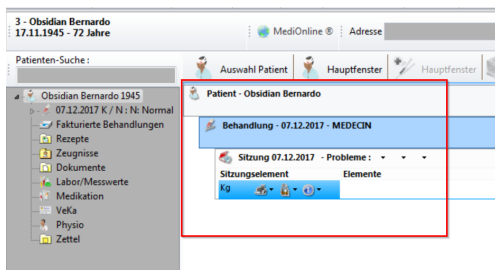 3 - Obsidian Bernardo
17.11.1945 - 72 Jahre
MediOnline ® Adresse
Patienten-Suche :
Auswahl Patient Hauptfenster Hauptfenster
Obsidian Bernardo 1945
07.12.2017 K / N : N: Normal
Fakturierte Behandlungen
Rezepte
Zeugnisse
Dokumente
Labor/Messwerte
Medikation
VeKa
Physio
Zettel
Patient - Obsidian Bernardo
Behandlung - 07.12.2017 - MEDECIN
Sitzung 07.12.2017 - Probleme :
Sitzungselement Elemente
Kg